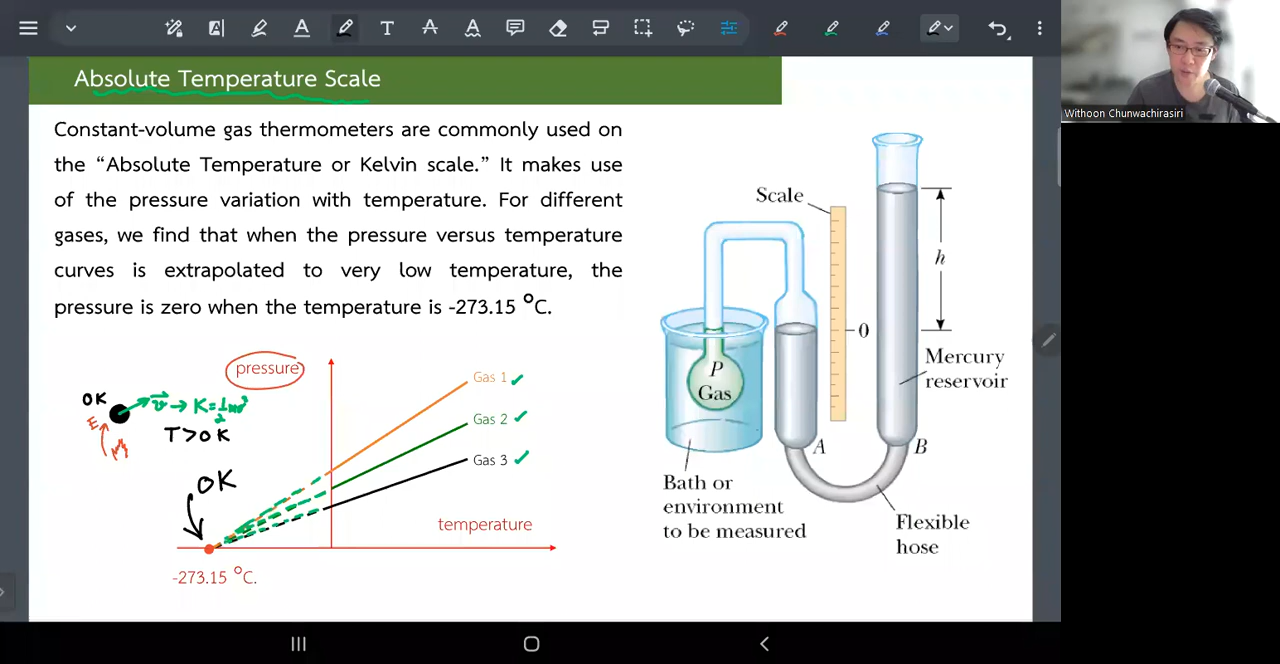 Absolute Temperature Scale
Withoon Chunwachirasiri
Constant-volume gas thermometers are commonly used on
the “Absolute Temperature or Kelvin scale.” It makes use
of the pressure variation with temperature. For different
gases, we find that when the pressure versus temperature
curves is extrapolated to very low temperature, the
pressure is zero when the temperature is -273.15 °C.
pressure
Gas 1
Gas 2
Gas 3
temperature
-273.15 °C.
0K
v → K = 1/2 mv²
E
T > 0 K
0K
Scale
h
0
P
Gas
Mercury
reservoir
A
B
Bath or
environment
to be measured
Flexible
hose